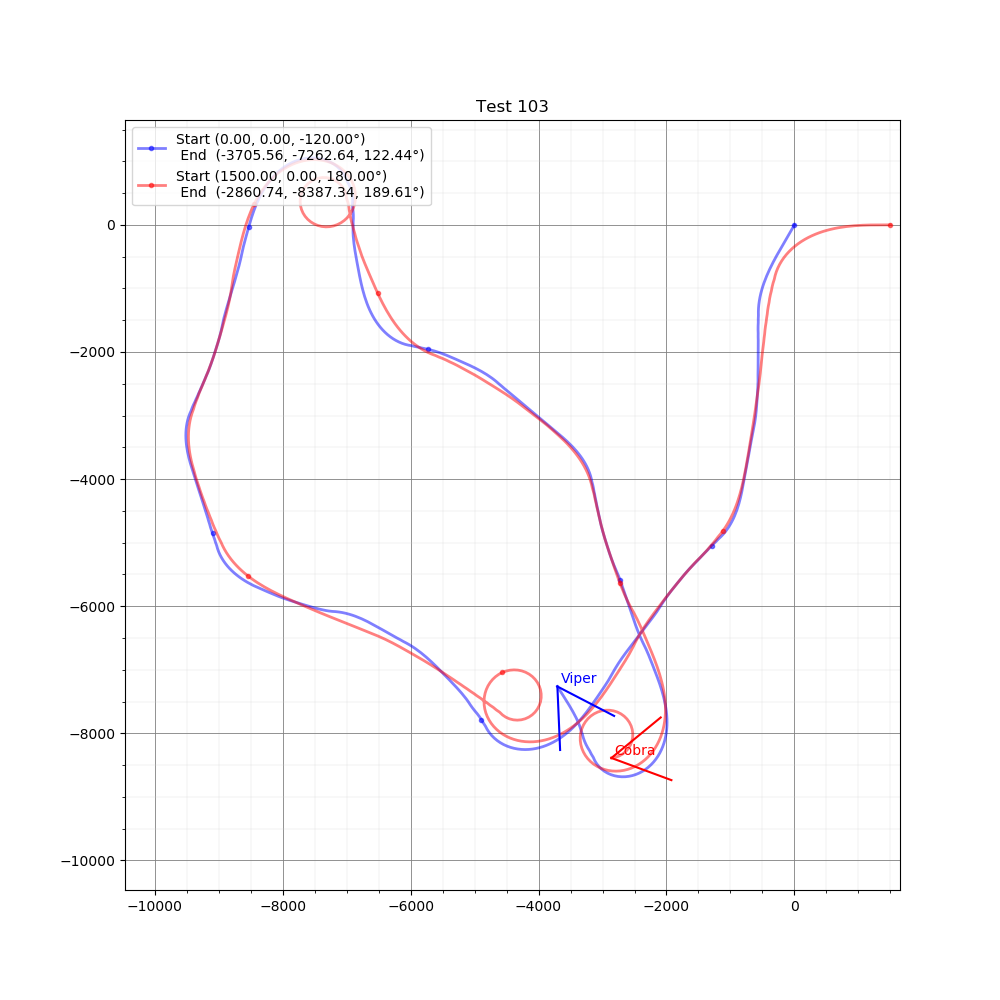 Test 103
Start (0.00, 0.00, -120.00°)
End (-3705.56, -7262.64, 122.44°)
Start (1500.00, 0.00, 180.00°)
End (-2860.74, -8387.34, 189.61°)
0
−2000
−4000
−6000
Viper
−8000
Cobra
−10000
−10000 −8000 −6000 −4000 −2000 0